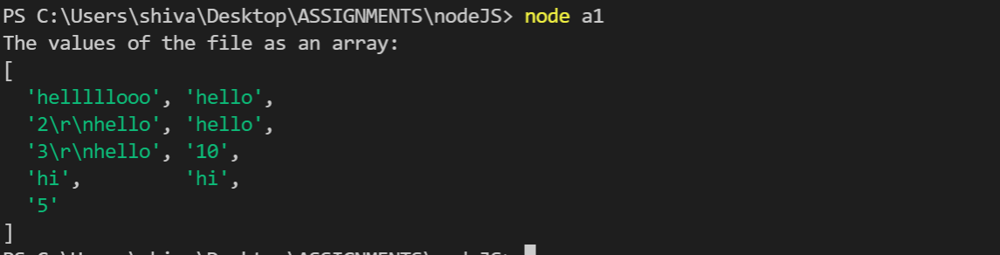 PS C:\Users\shiva\Desktop\ASSIGNMENTS\nodeJS> node a1
The values of the file as an array:
[
  'helllllooo', 'hello',
  '2\r\nhello', 'hello',
  '3\r\nhello', '10',
  'hi',         'hi',
  '5'
]
PS C:\Users\shiva\Desktop\ASSIGNMENTS\nodeJS>